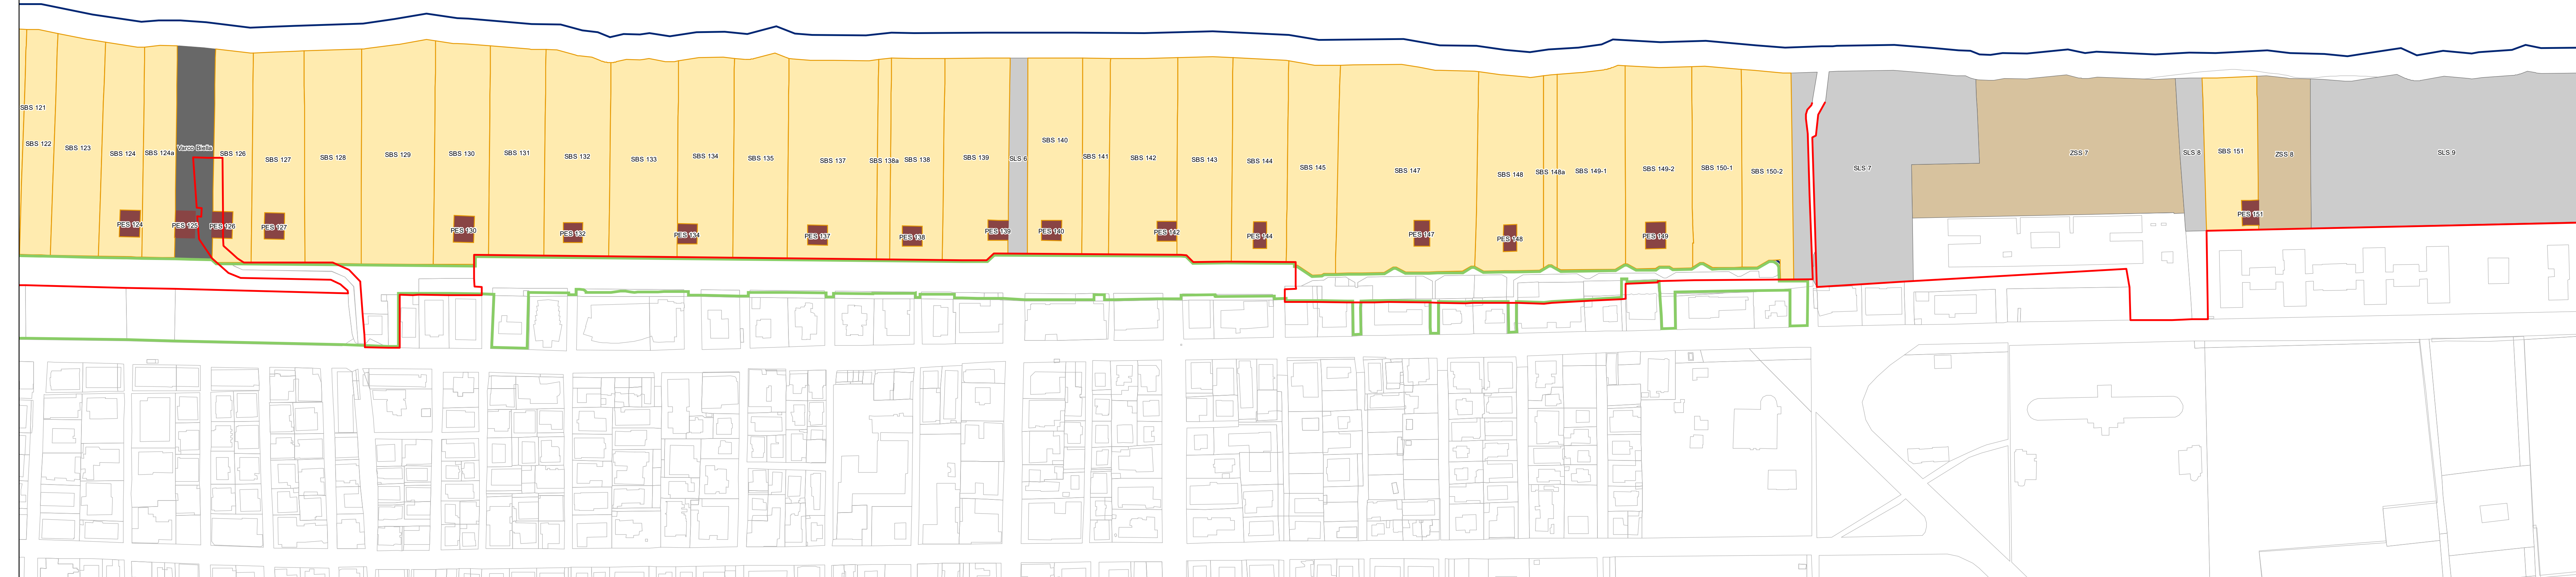 SBS 121
SBS 122
SBS 123
SBS 124
SBS 124a
Varco Biella
SBS 126
SBS 127
SBS 128
SBS 129
SBS 130
SBS 131
SBS 132
SBS 133
SBS 134
SBS 135
SBS 137
SBS 138a
SBS 138
SBS 139
SLS 6
SBS 140
SBS 141
SBS 142
SBS 143
SBS 144
SBS 145
SBS 147
SBS 148
SBS 148a
SBS 149-1
SBS 149-2
SBS 150-1
SBS 150-2
SLS 7
ZSS 7
SLS 8
SBS 151
ZSS 8
SLS 9
PES 124
PES 125
PES 126
PES 127
PES 130
PES 132
PES 134
PES 137
PES 138
PES 139
PES 140
PES 142
PES 144
PES 147
PES 148
PES 149
PES 151